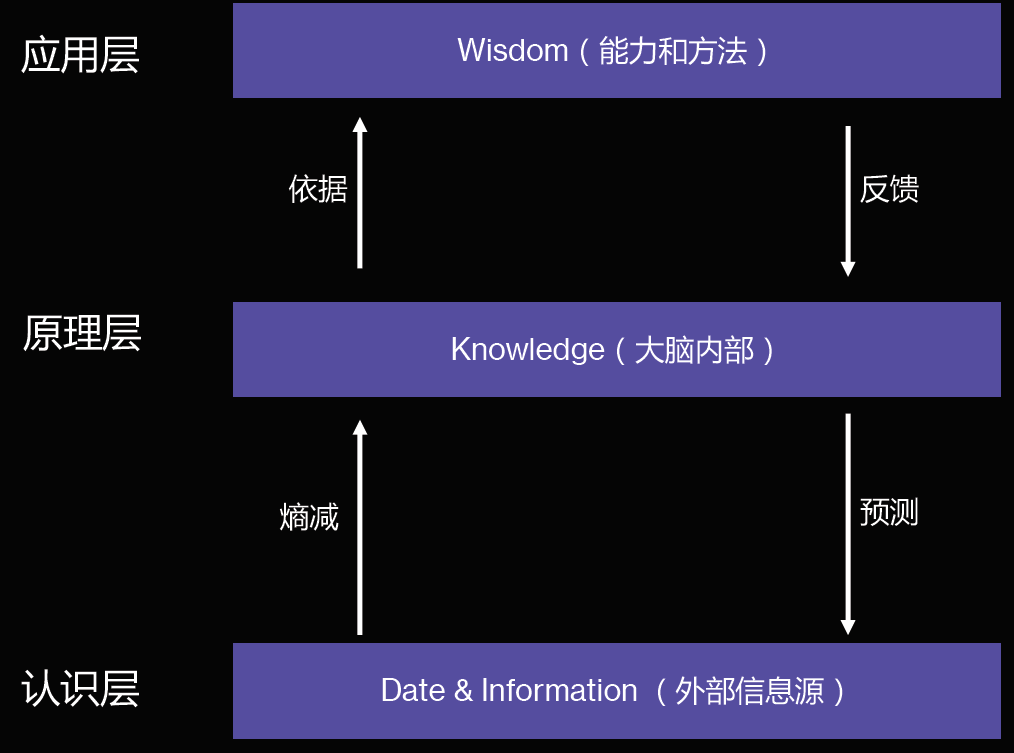 应用层
Wisdom（能力和方法）
依据
反馈
原理层
Knowledge（大脑内部）
熵减
预测
认识层
Date & Information （外部信息源）